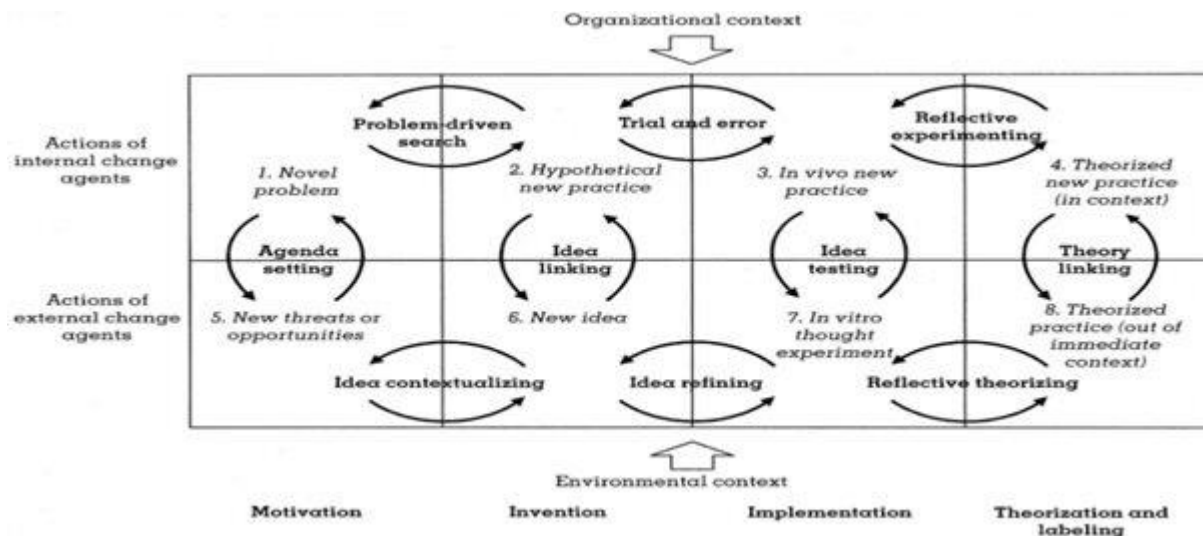 Organizational context
Actions of
internal change
agents
Problem-driven
search
Trial and error
Reflective
experimenting
1. Novel
problem
2. Hypothetical
new practice
3. In vivo new
practice
4. Theorized
new practice
(in context)
Agenda
setting
Idea
linking
Idea
testing
Theory
linking
Actions of
external change
agents
5. New threats or
opportunities
6. New idea
7. In vitro
thought
experiment
8. Theorized
practice (out of
immediate
context)
Idea contextualizing
Idea refining
Reflective theorizing
Environmental context
Motivation
Invention
Implementation
Theorization and
labeling